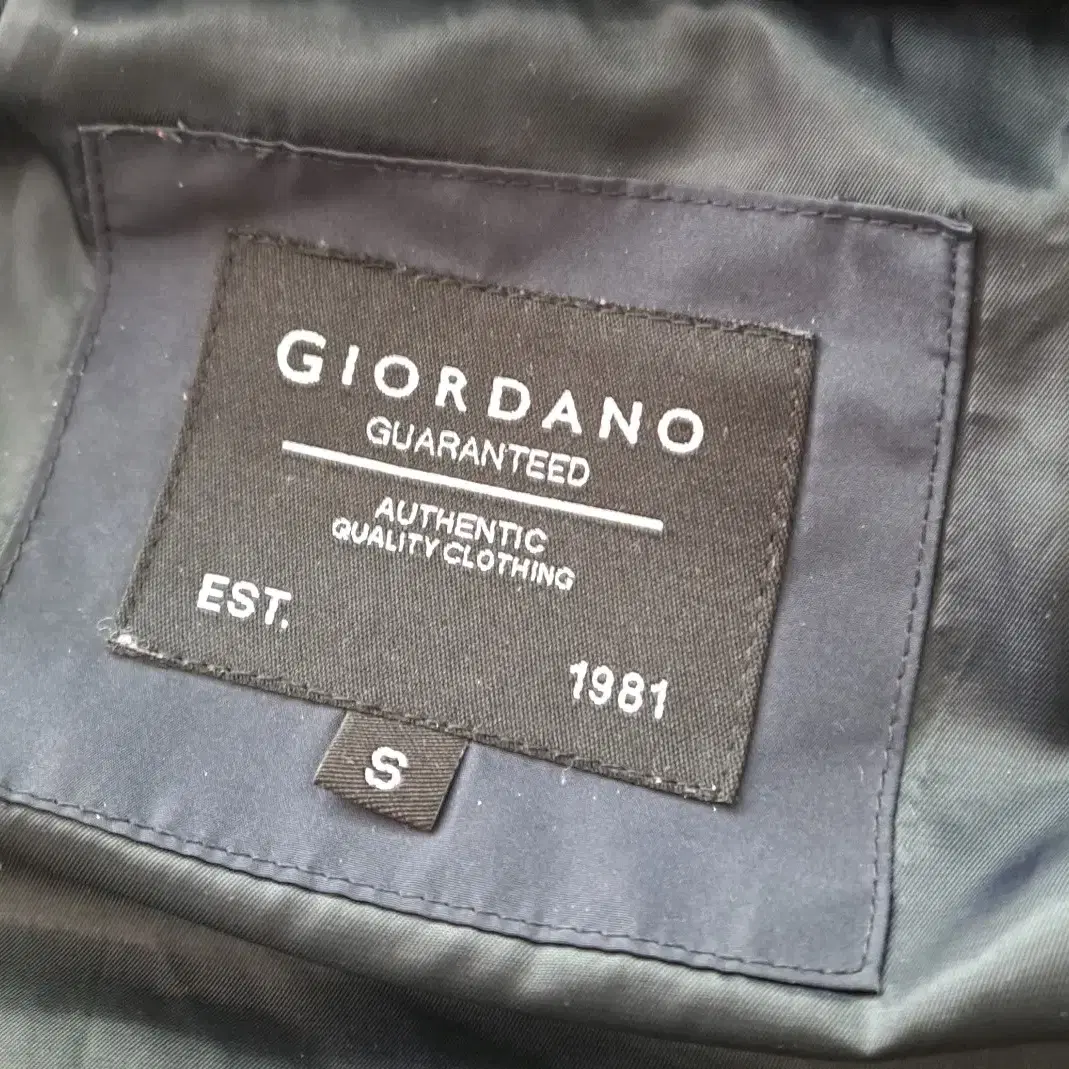 GIORDANO
GUARANTEED
AUTHENTIC
QUALITY CLOTHING
EST.
1981
S